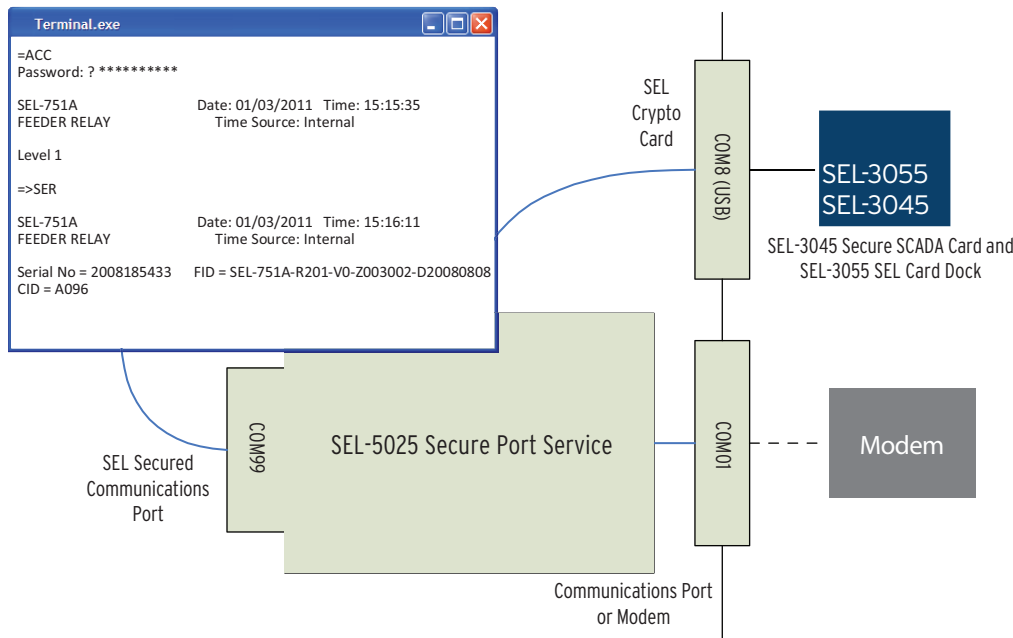 Terminal.exe
=ACC
Password: ? **********
SEL-751A Date: 01/03/2011 Time: 15:15:35
FEEDER RELAY Time Source: Internal
Level 1
=>SER
SEL-751A Date: 01/03/2011 Time: 15:16:11
FEEDER RELAY Time Source: Internal
Serial No = 2008185433 FID = SEL-751A-R201-V0-Z003002-D20080808
CID = A096
SEL
Crypto
Card
COM8 (USB)
SEL-3055
SEL-3045
SEL-3045 Secure SCADA Card and
SEL-3055 SEL Card Dock
COM99
SEL-5025 Secure Port Service
COM01
Modem
SEL Secured
Communications
Port
Communications Port
or Modem